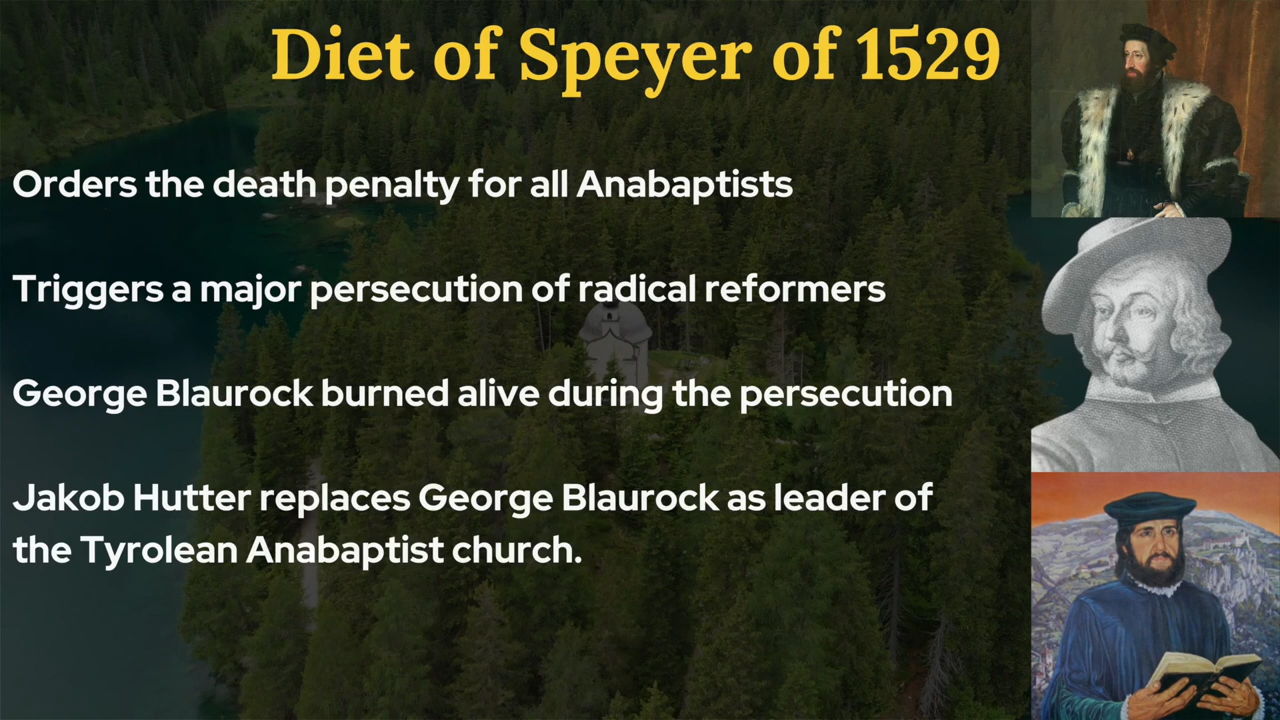 Diet of Speyer of 1529
Orders the death penalty for all Anabaptists
Triggers a major persecution of radical reformers
George Blaurock burned alive during the persecution
Jakob Hutter replaces George Blaurock as leader of
the Tyrolean Anabaptist church.